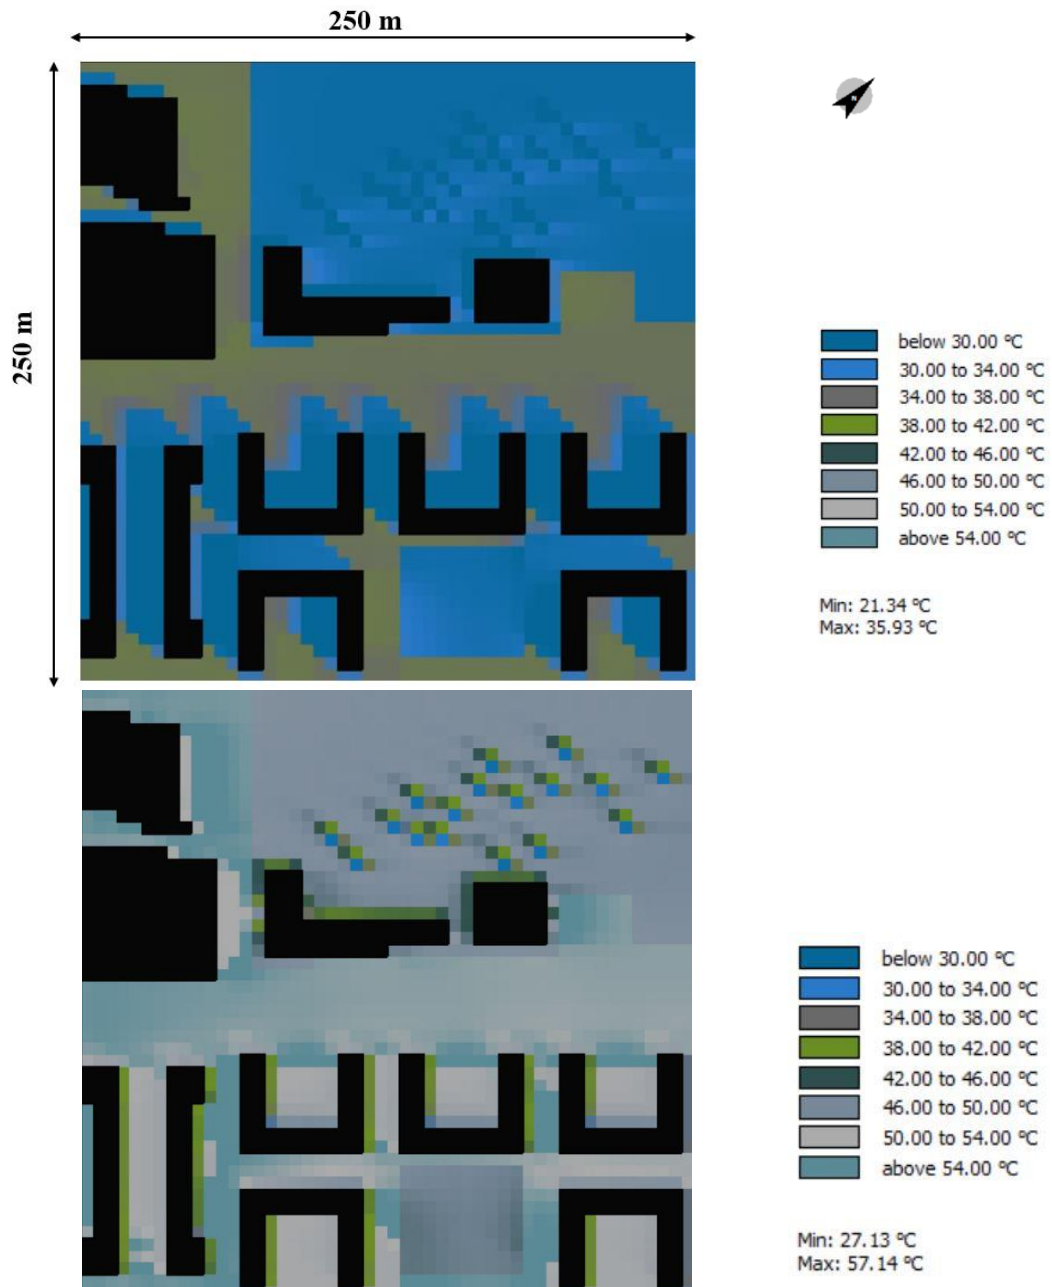 250 m
250 m
N
below 30.00 °C
30.00 to 34.00 °C
34.00 to 38.00 °C
38.00 to 42.00 °C
42.00 to 46.00 °C
46.00 to 50.00 °C
50.00 to 54.00 °C
above 54.00 °C
Min: 21.34 °C
Max: 35.93 °C
below 30.00 °C
30.00 to 34.00 °C
34.00 to 38.00 °C
38.00 to 42.00 °C
42.00 to 46.00 °C
46.00 to 50.00 °C
50.00 to 54.00 °C
above 54.00 °C
Min: 27.13 °C
Max: 57.14 °C